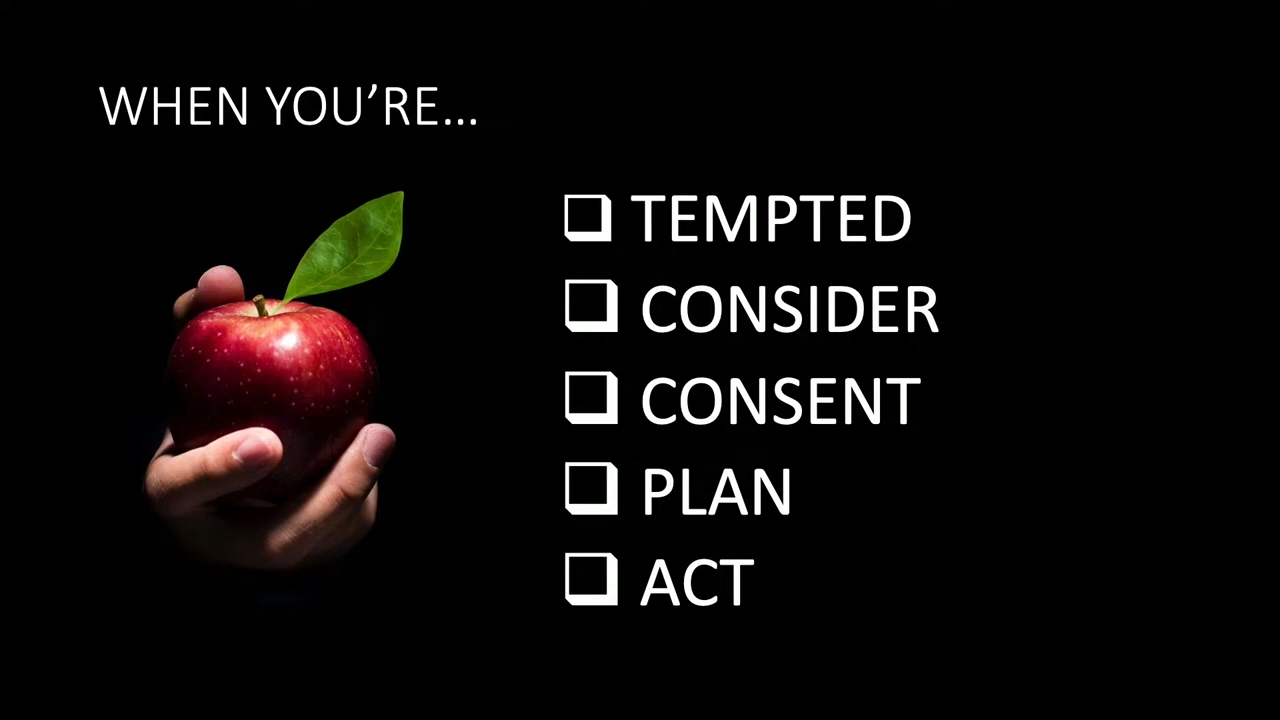 WHEN YOU’RE…
❑ TEMPTED
❑ CONSIDER
❑ CONSENT
❑ PLAN
❑ ACT